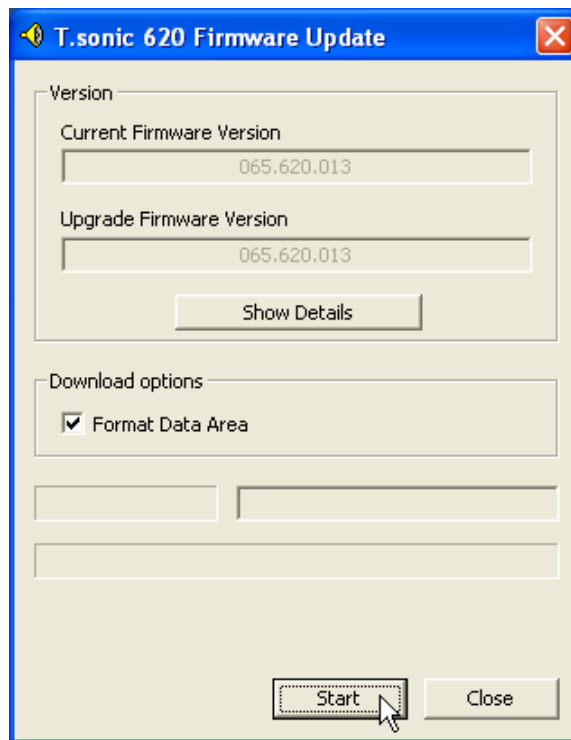 T.sonic 620 Firmware Update
Version
Current Firmware Version
065.620.013
Upgrade Firmware Version
065.620.013
Show Details
Download options
Format Data Area
Start
Close